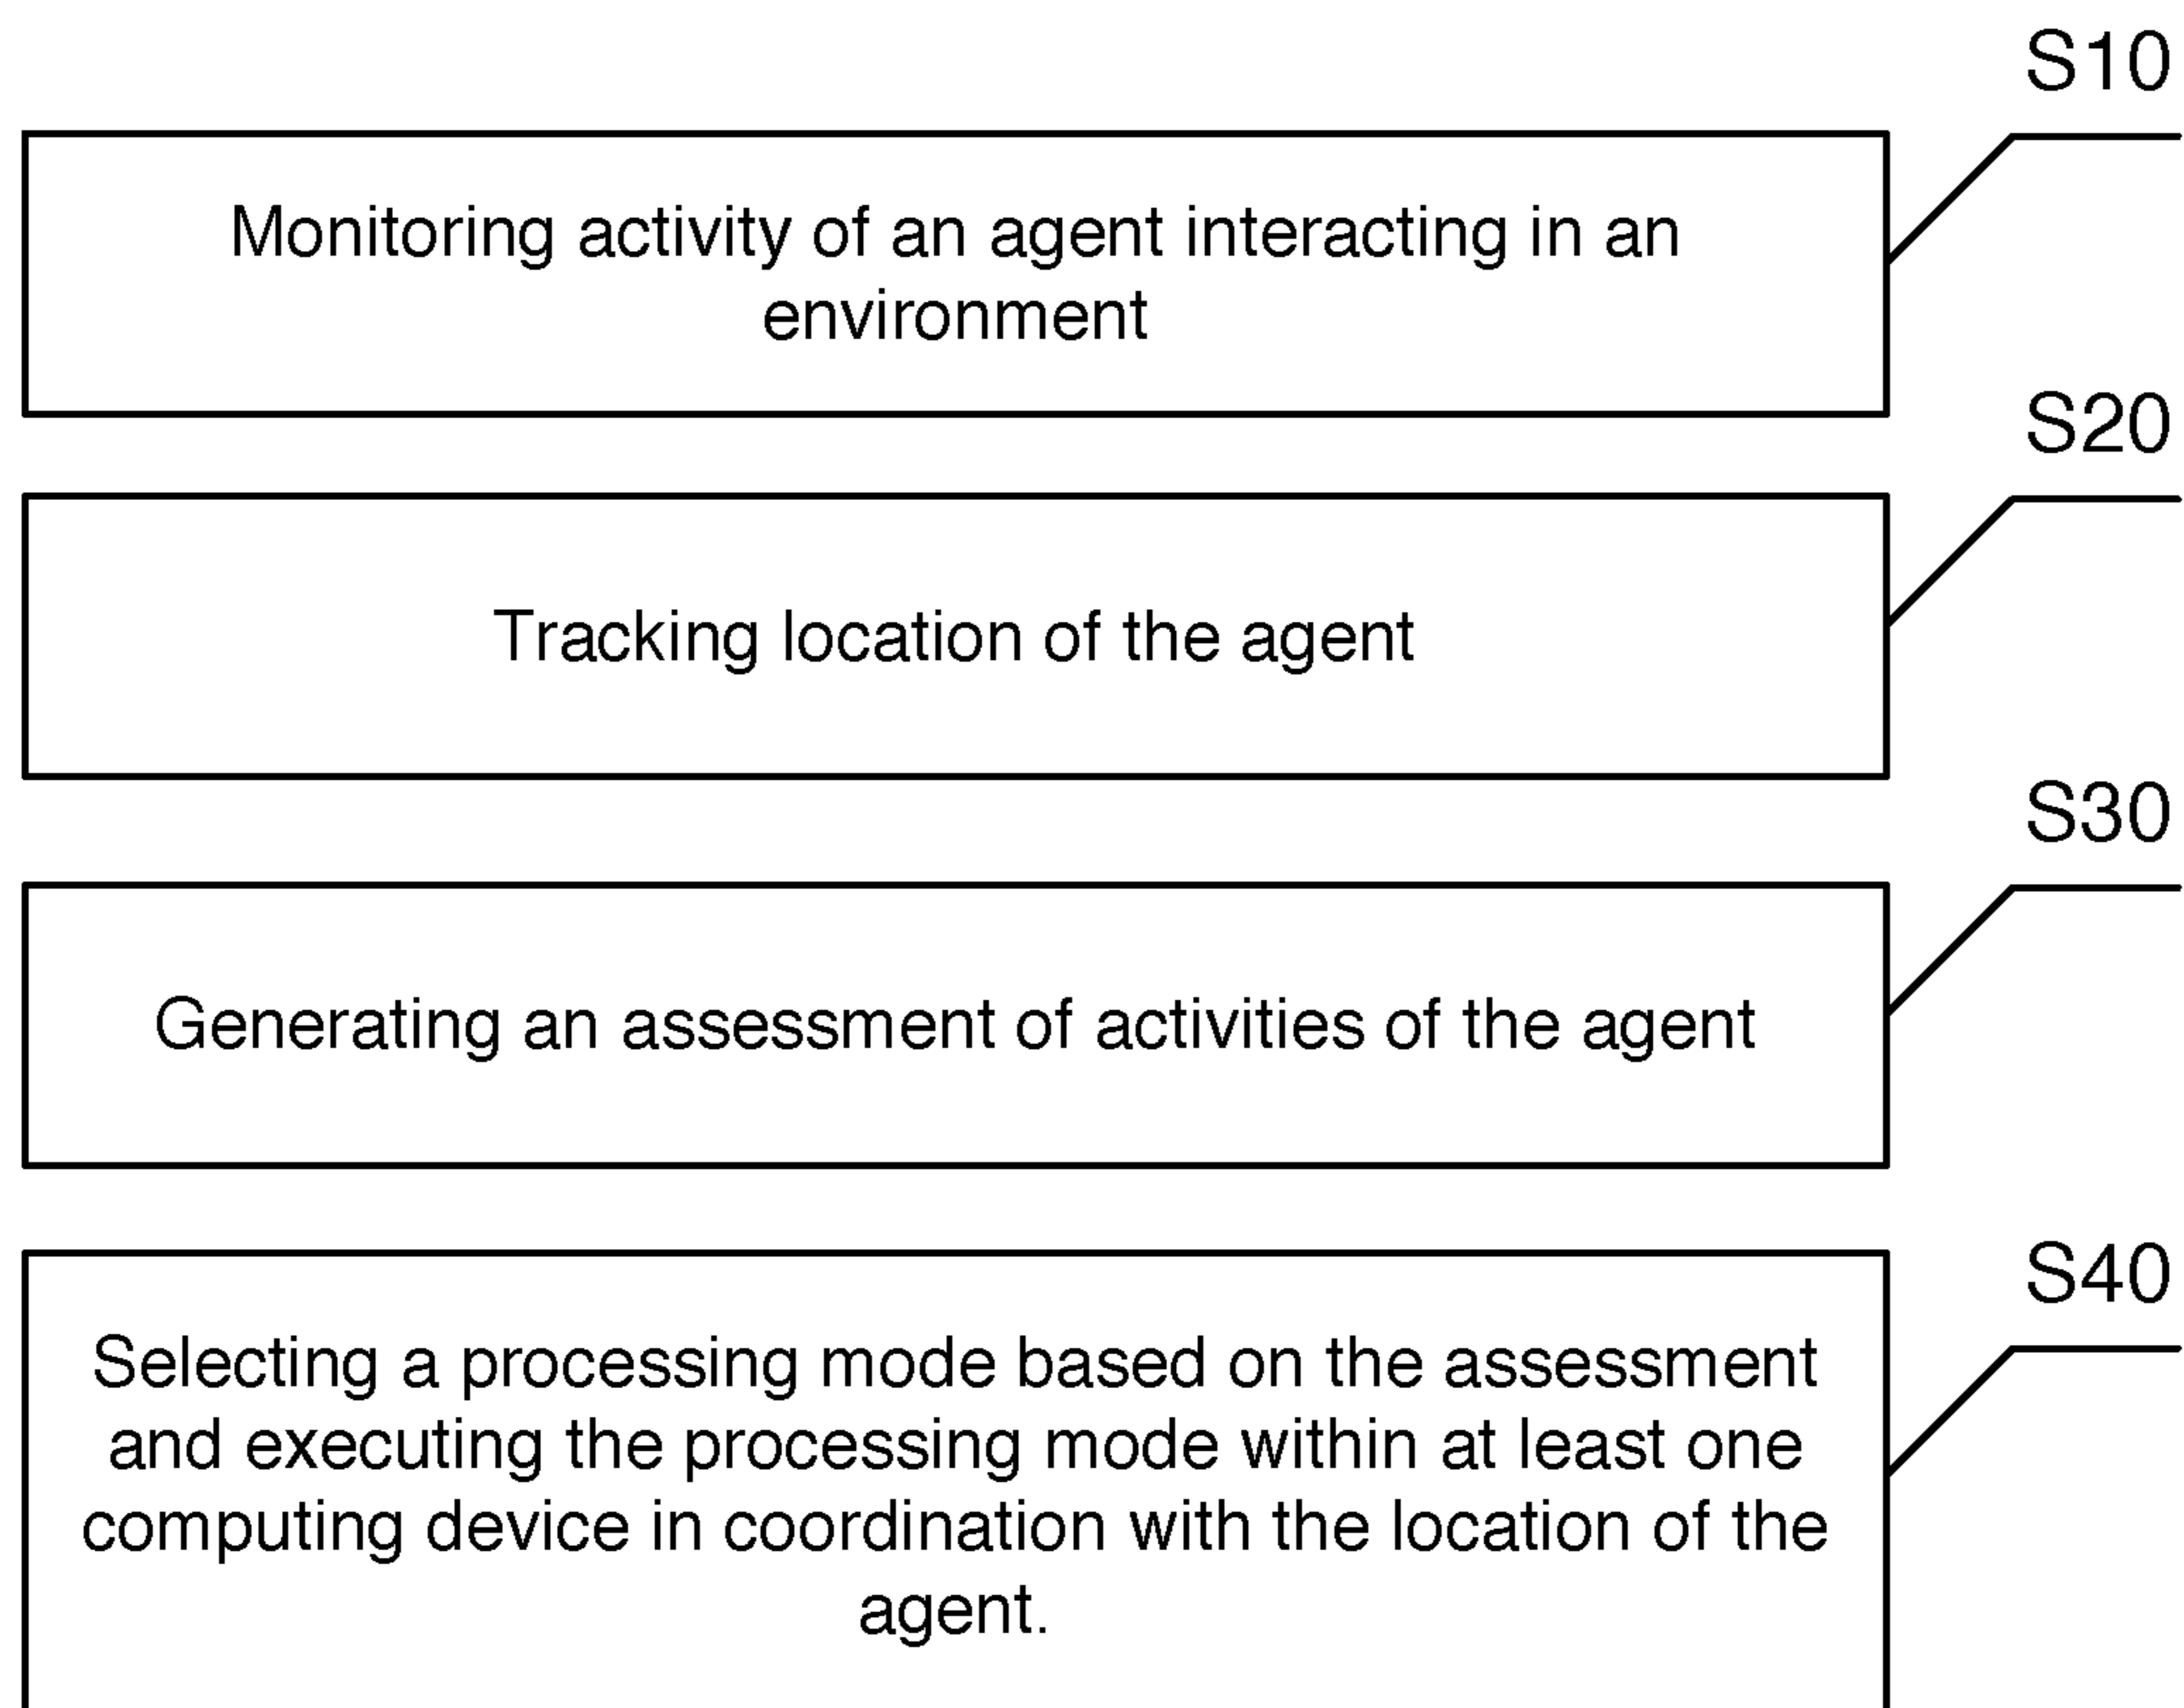 S10
Monitoring activity of an agent interacting in an
environment
S20
Tracking location of the agent
S30
Generating an assessment of activities of the agent
S40
Selecting a processing mode based on the assessment
and executing the processing mode within at least one
computing device in coordination with the location of the
agent.